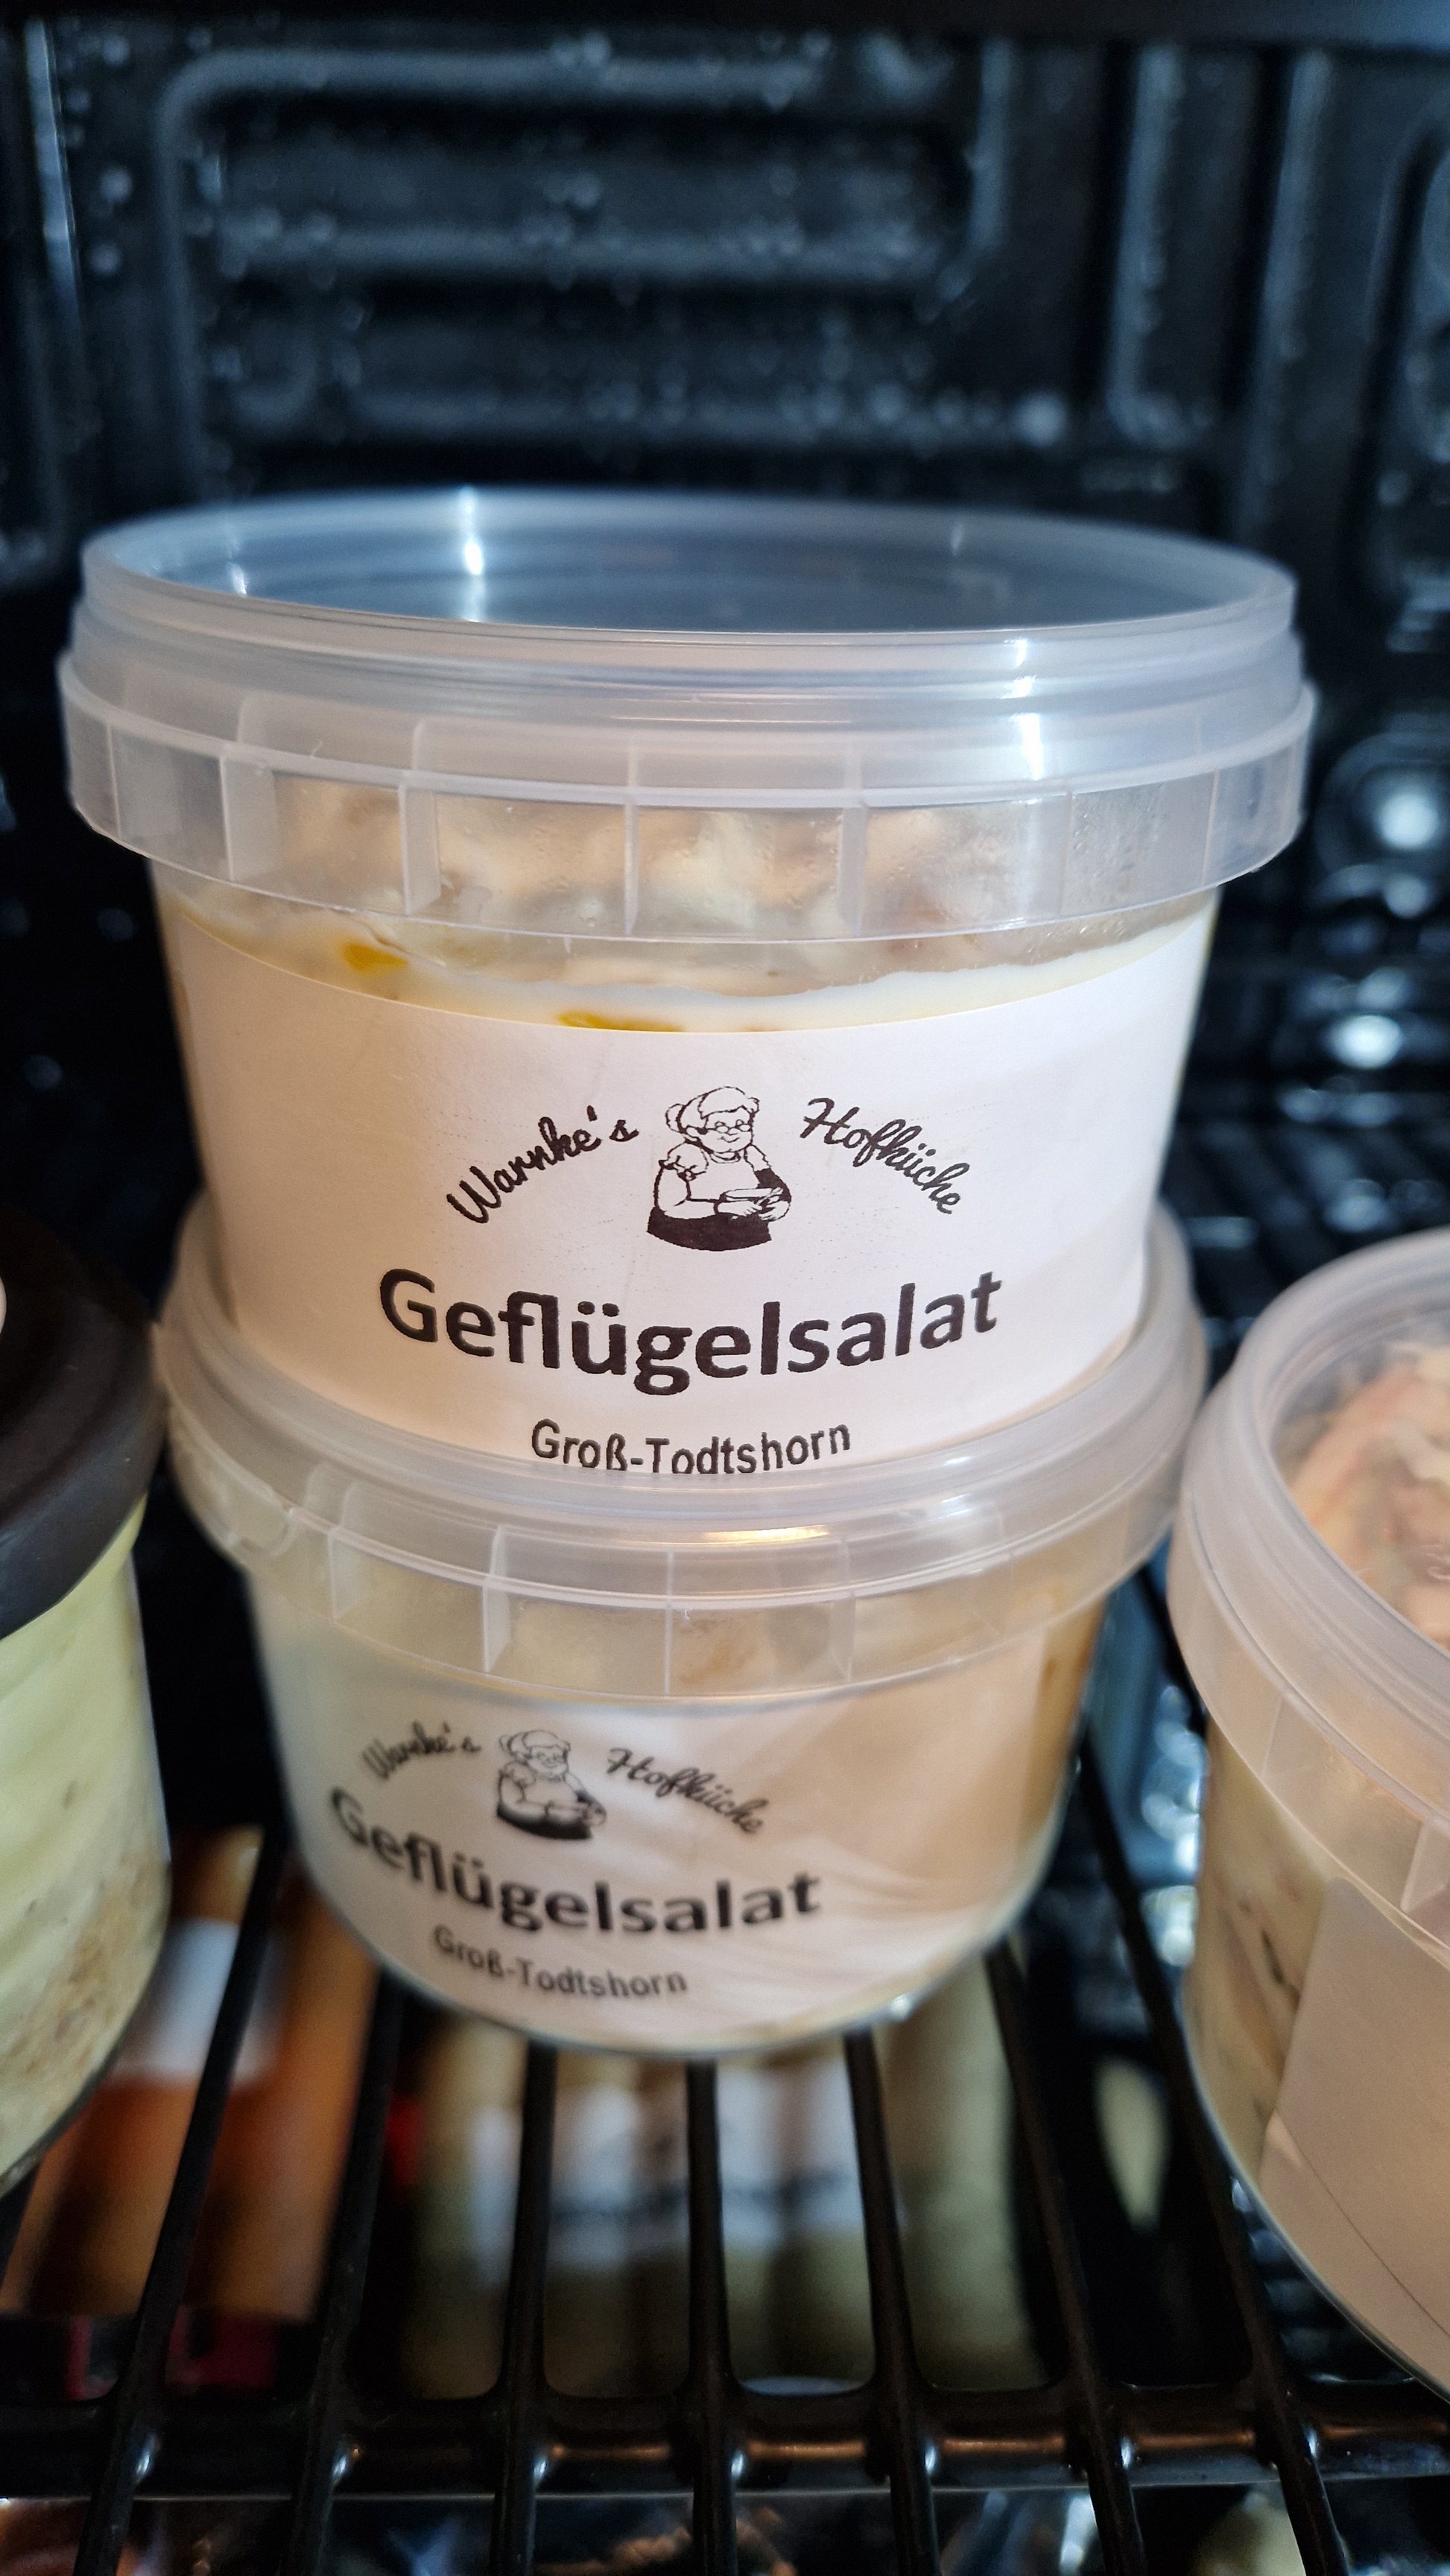 Warnke's Hofküche
Geflügelsalat
Groß-Todtshorn
Warnke's Hofküche
Geflügelsalat
Groß-Todtshorn